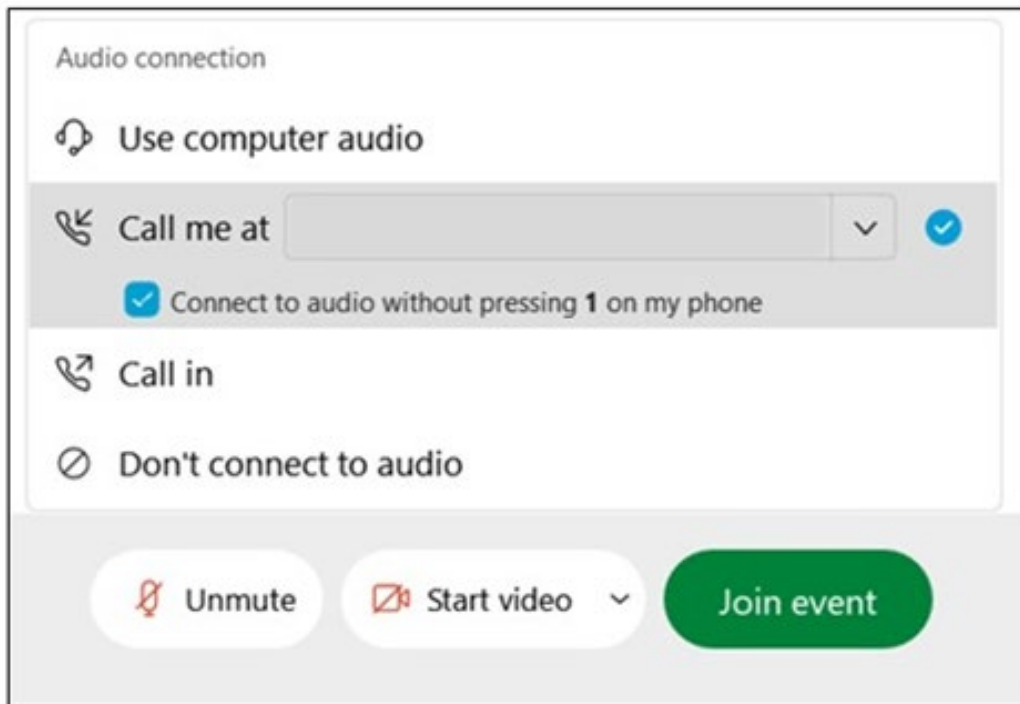 Audio connection
Use computer audio
Call me at
Connect to audio without pressing 1 on my phone
Call in
Don't connect to audio
Unmute
Start video
Join event